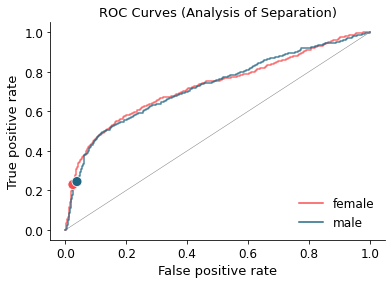 ROC Curves (Analysis of Separation)
True positive rate
1.0
0.8
0.6
0.4
0.2
0.0
female
male
0.0 0.2 0.4 0.6 0.8 1.0
False positive rate